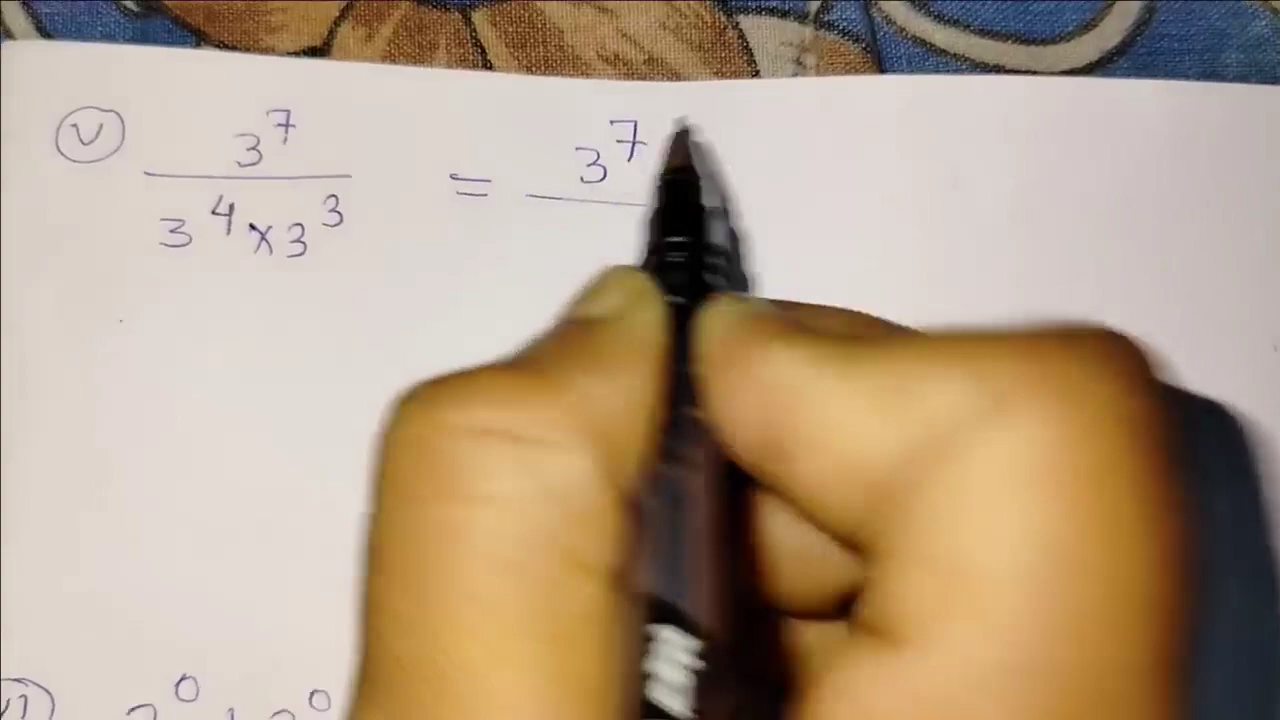 (v) 3^7 / (3^4 × 3^3) = 3^7